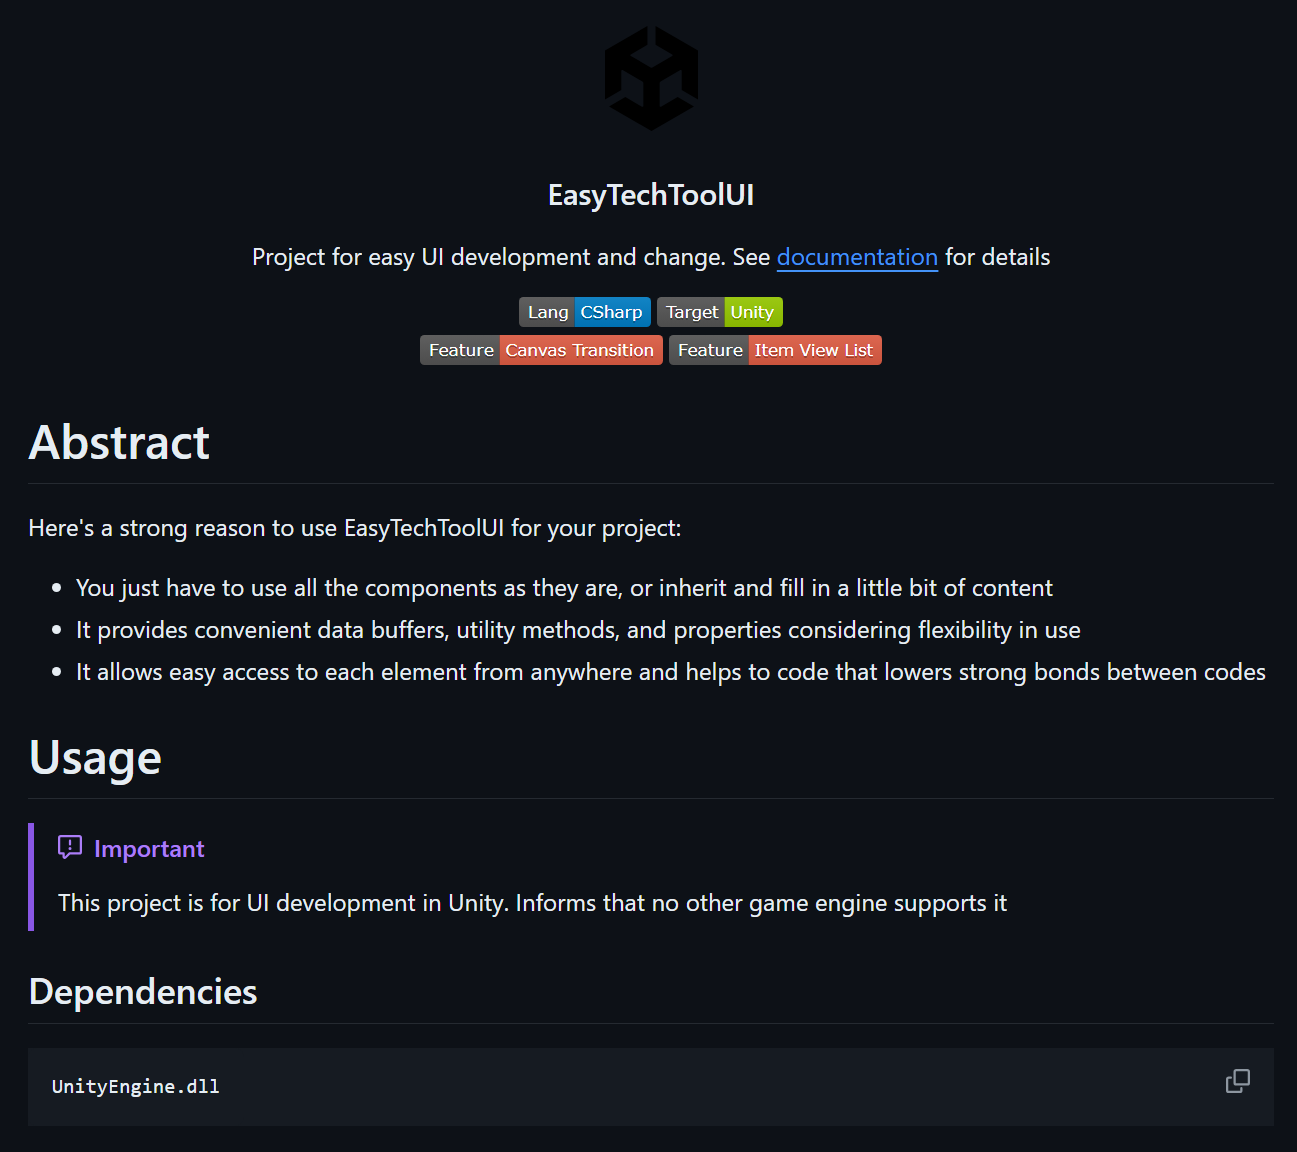 EasyTechToolUI
Project for easy UI development and change. See documentation for details
Lang CSharp Target Unity
Feature Canvas Transition Feature Item View List
Abstract
Here's a strong reason to use EasyTechToolUI for your project:
You just have to use all the components as they are, or inherit and fill in a little bit of content
It provides convenient data buffers, utility methods, and properties considering flexibility in use
It allows easy access to each element from anywhere and helps to code that lowers strong bonds between codes
Usage
Important
This project is for UI development in Unity. Informs that no other game engine supports it
Dependencies
UnityEngine.dll